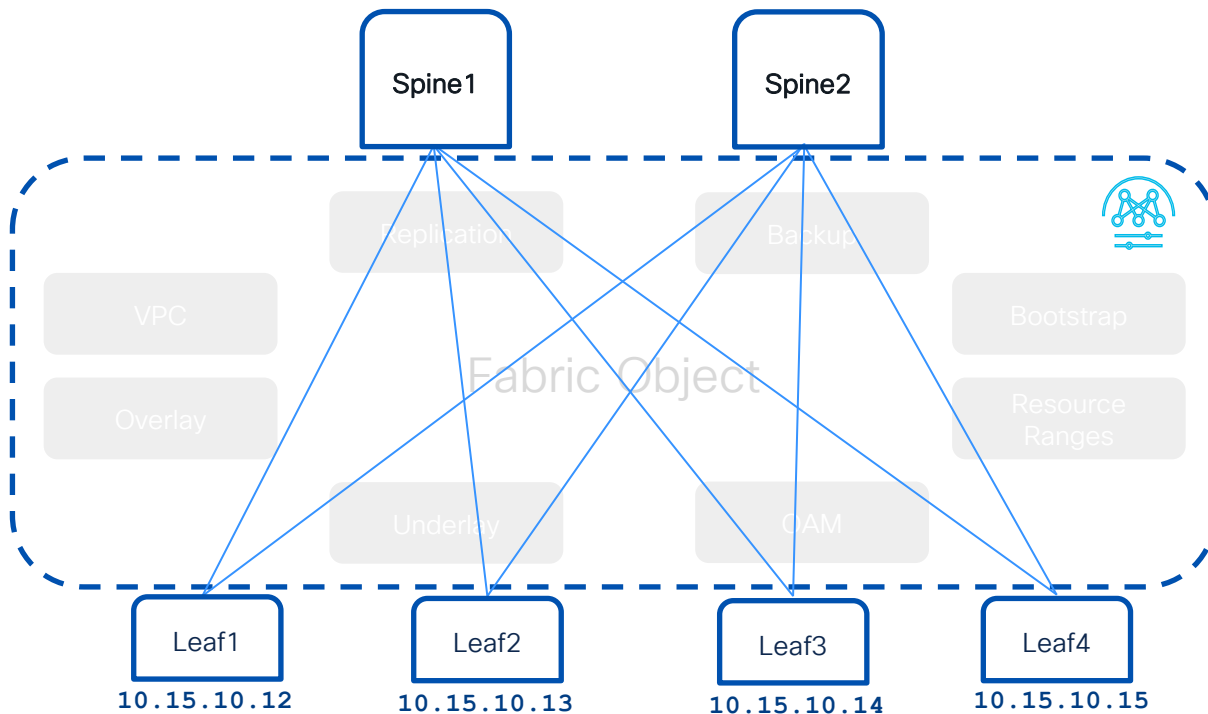 Spine1
Spine2
Replication
Backup
VPC
Bootstrap
Fabric Object
Overlay
Resource
Ranges
Underlay
OAM
Leaf1
Leaf2
Leaf3
Leaf4
10.15.10.12
10.15.10.13
10.15.10.14
10.15.10.15